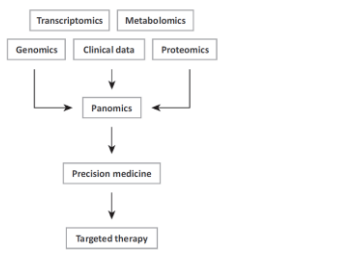 Transcriptomics Metabolomics
Genomics Clinical data Proteomics
Panomics
Precision medicine
Targeted therapy